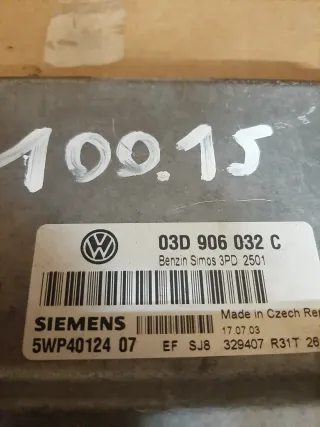 100.15
03D 906 032 C
Benzin Simos 3PD 2501
SIEMENS
Made in Czech Rep
17.07.03
5WP40124 07
EF SJ8 329407 R31T 26